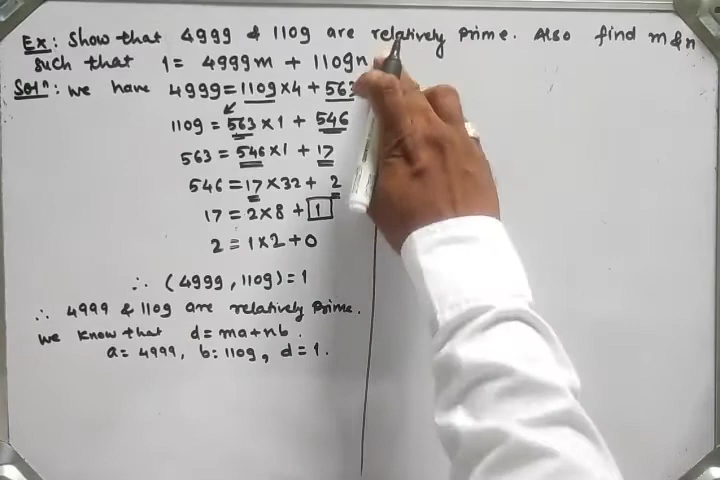 Ex: Show that 4999 & 1109 are relatively prime. Also find m & n
such that 1 = 4999m + 1109n
Solⁿ: we have 4999 = 1109 × 4 + 563
1109 = 563 × 1 + 546
563 = 546 × 1 + 17
546 = 17 × 32 + 2
17 = 2 × 8 + 1
2 = 1 × 2 + 0
∴ (4999, 1109) = 1
∴ 4999 & 1109 are relatively prime.
we know that d = ma + nb.
a = 4999, b = 1109, d = 1.